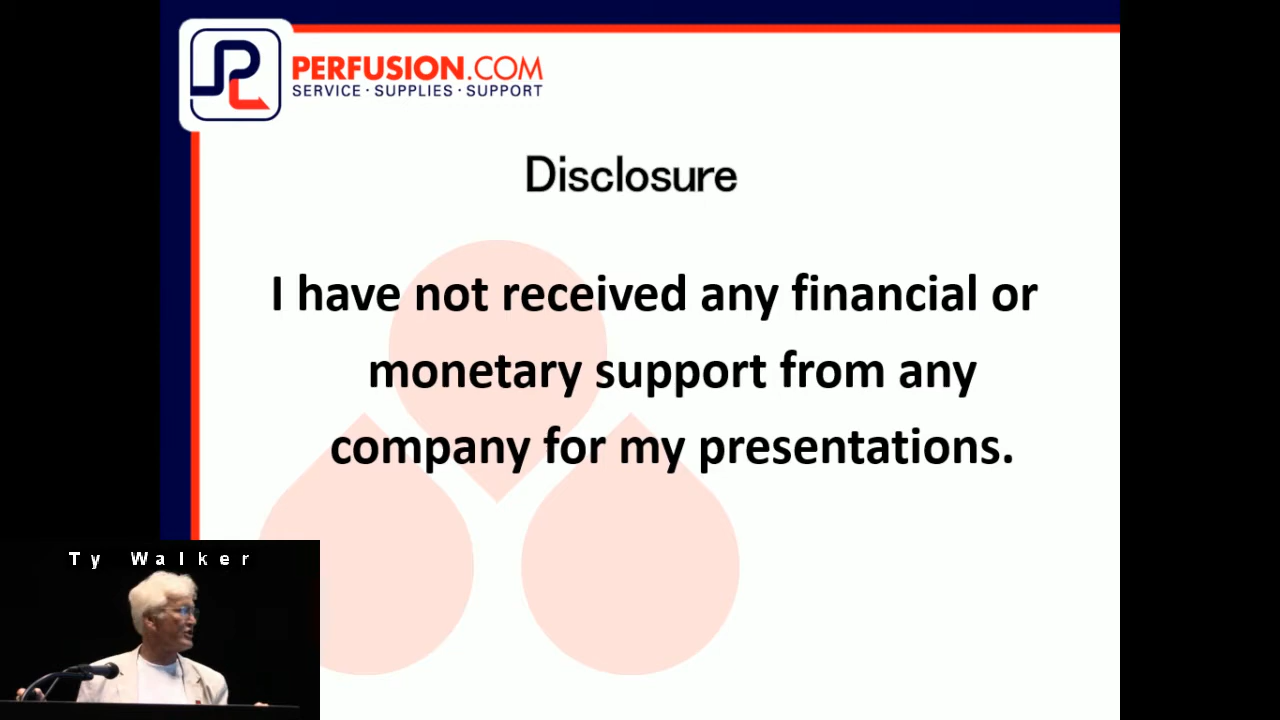 PERFUSION.COM
SERVICE · SUPPLIES · SUPPORT
Disclosure
I have not received any financial or
monetary support from any
company for my presentations.
Ty Walker